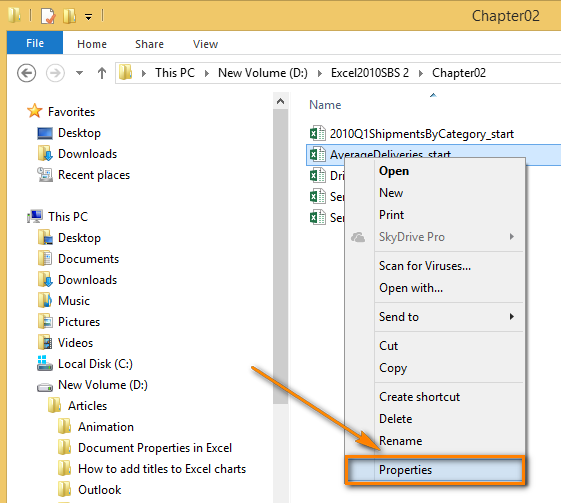 Chapter02
File Home Share View
This PC New Volume (D:) Excel2010SBS 2 Chapter02
Favorites
Desktop
Downloads
Recent places
This PC
Desktop
Documents
Downloads
Music
Pictures
Videos
Local Disk (C:)
New Volume (D:)
Articles
Animation
Document Properties in Excel
How to add titles to Excel charts
Outlook
Name
2010Q1ShipmentsByCategory_start
AverageDeliveries_start
Dri
Ser
Ser
Open
New
Print
SkyDrive Pro
Scan for Viruses...
Open with...
Send to
Cut
Copy
Create shortcut
Delete
Rename
Properties